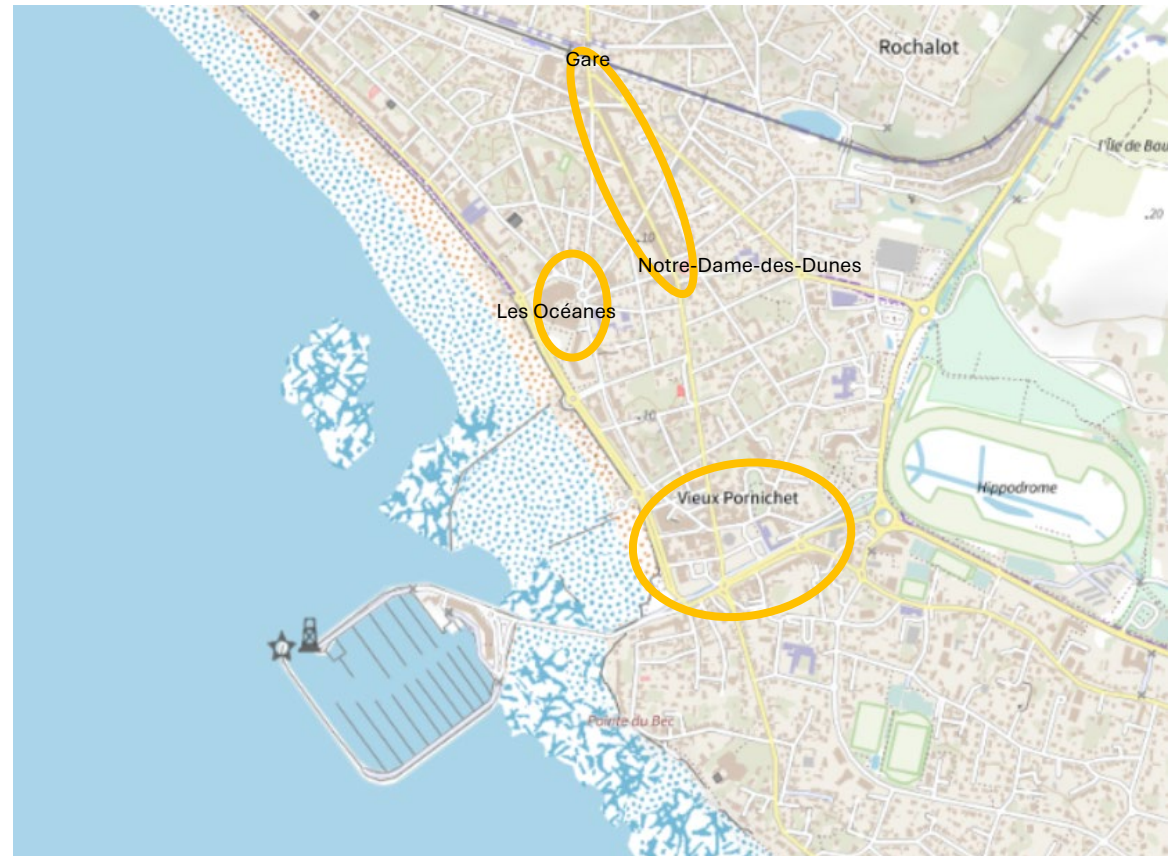 Gare
Rochalot
l'Île de Bau
20
10
Notre-Dame-des-Dunes
Les Océanes
10
Vieux Pornichet
Hippodrome
Pointe du Bec